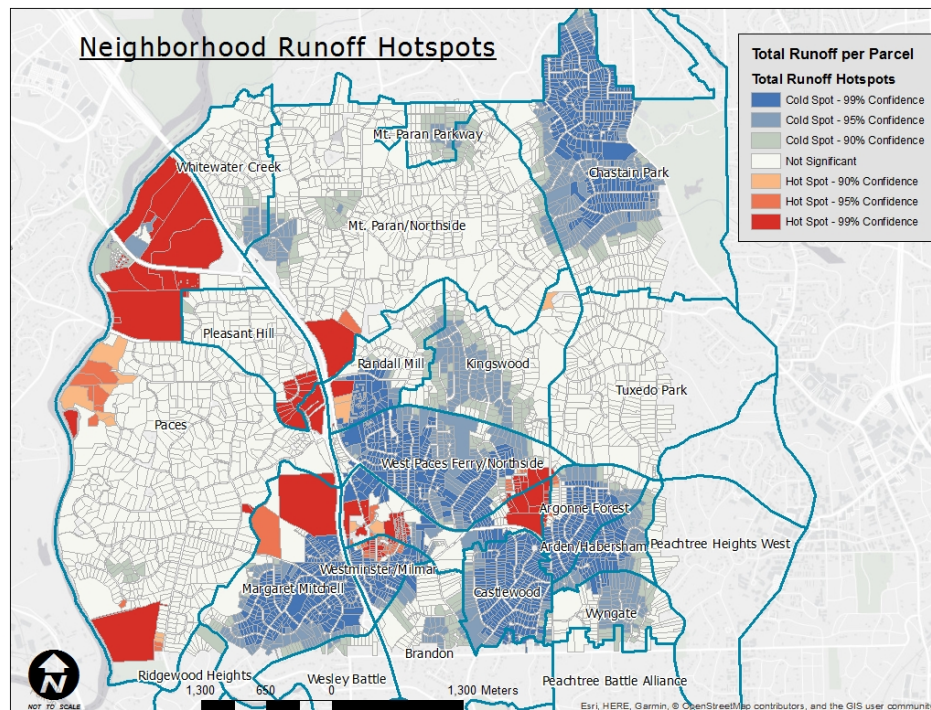 Neighborhood Runoff Hotspots
Total Runoff per Parcel
Total Runoff Hotspots
Cold Spot - 99% Confidence
Cold Spot - 95% Confidence
Cold Spot - 90% Confidence
Not Significant
Hot Spot - 90% Confidence
Hot Spot - 95% Confidence
Hot Spot - 99% Confidence
Mt. Paran Parkway
Whitewater Creek
Chastain Park
Mt. Paran/Northside
Pleasant Hill
Randall Mill
Kingswood
Tuxedo Park
Paces
West Paces Ferry/Northside
Argonne Forest
Arden/Habersham
Peachtree Heights West
Westminster/Milmar
Margaret Mitchell
Castlewood
Wyngate
Brandon
Ridgewood Heights
Wesley Battle
Peachtree Battle Alliance
N
NOT TO SCALE
1,300 650 0 1,300 Meters
Esri, HERE, Garmin, © OpenStreetMap contributors, and the GIS user community